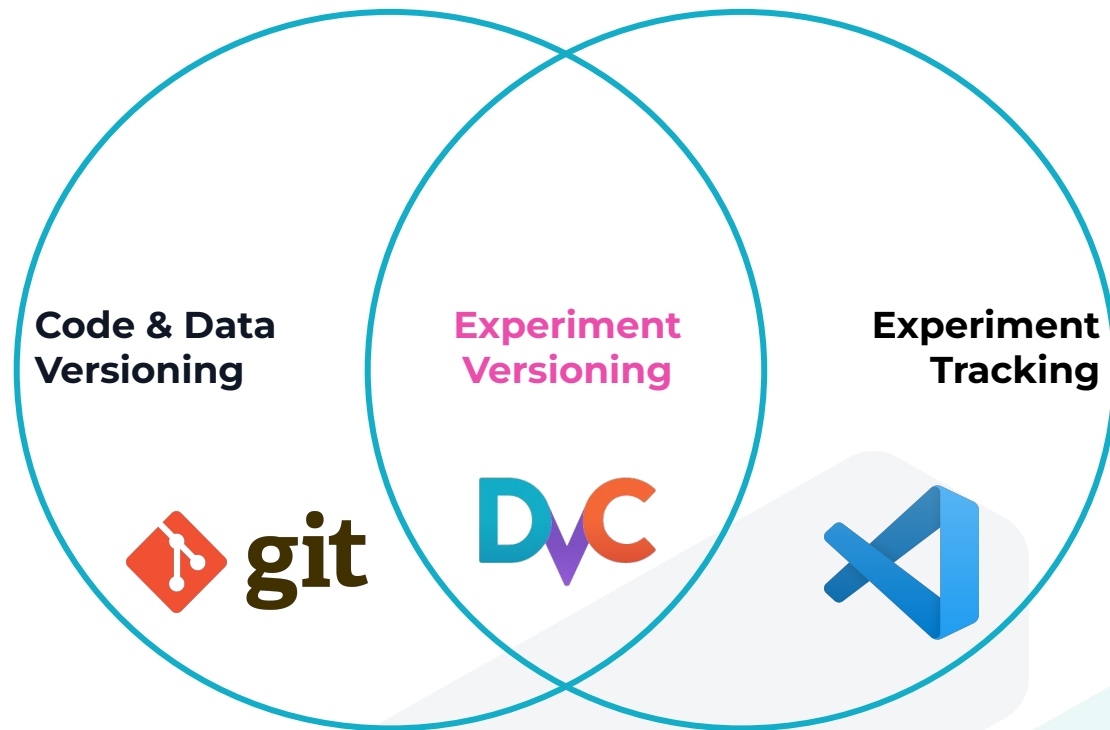 Code & Data
Versioning
Experiment
Versioning
Experiment
Tracking
git
DVC